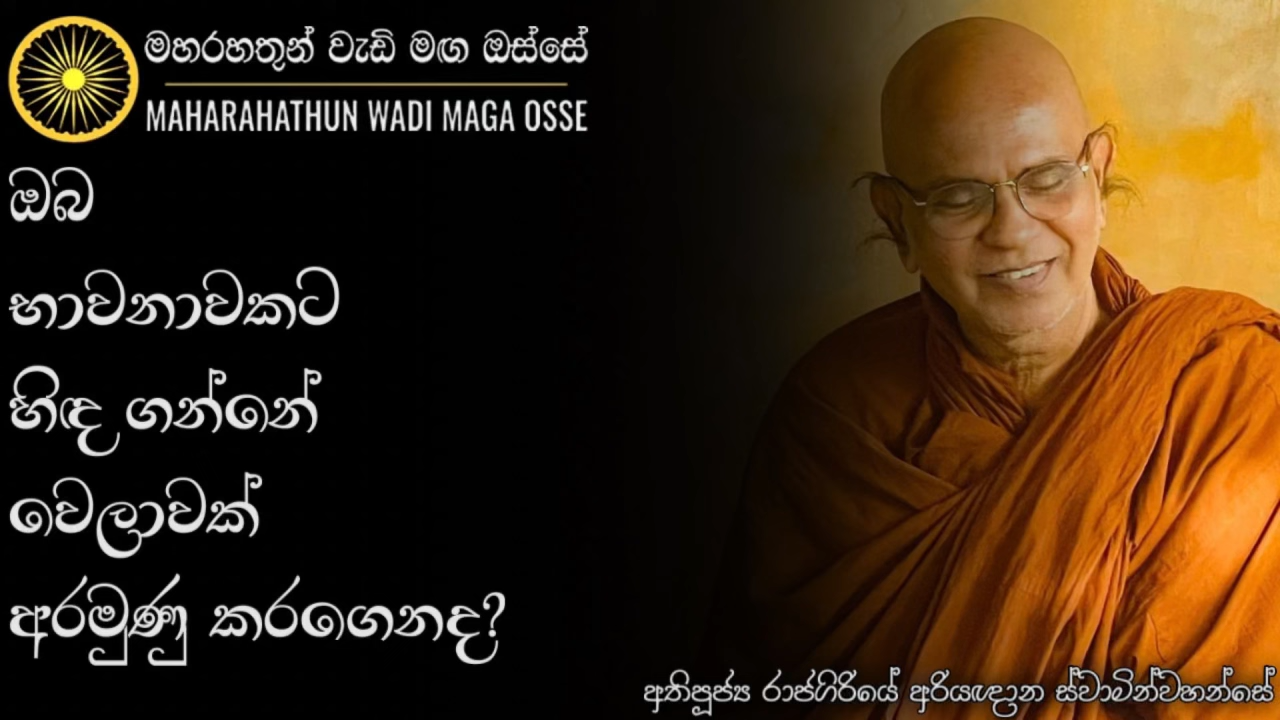 මහරහතුන් වැඩි මඟ ඔස්සේ
MAHARAHATHUN WADI MAGA OSSE
ඔබ
භාවනාවකට
හිඳ ගන්නේ
වෙලාවක්
අරමුණු කරගෙනද?
අතිපූජ්‍ය රාජගිරියේ අරියඥාන ස්වාමින්වහන්සේ